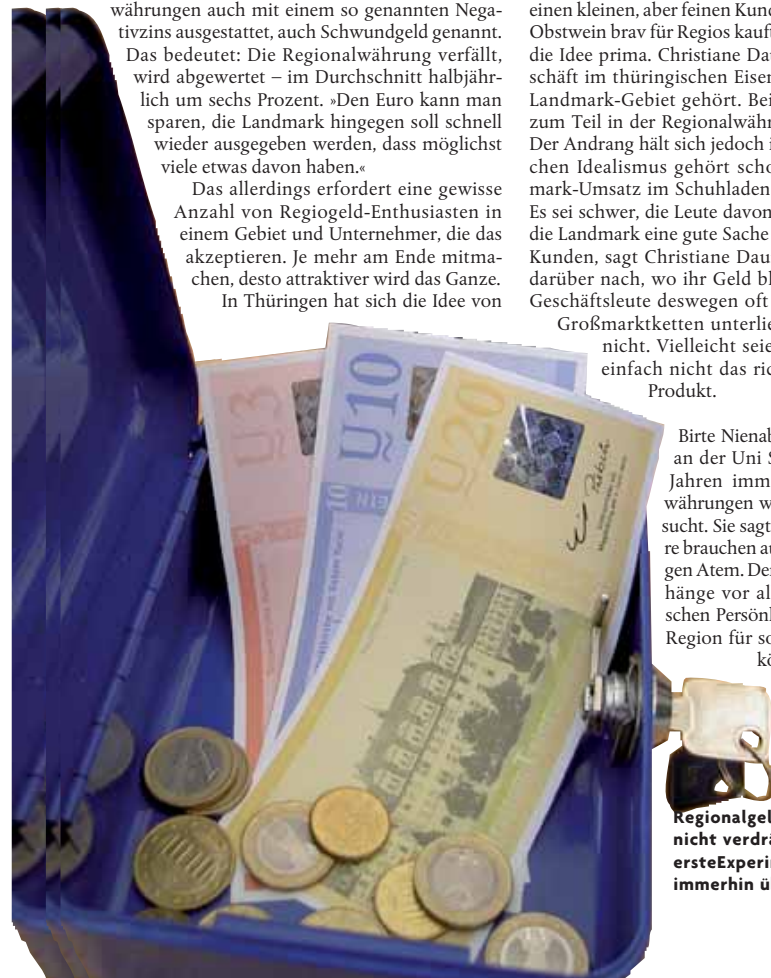 währungen auch mit einem so genannten Nega-
tivzins ausgestattet, auch Schwundgeld genannt.
Das bedeutet: Die Regionalwährung verfällt,
wird abgewertet – im Durchschnitt halbjähr-
lich um sechs Prozent. »Den Euro kann man
sparen, die Landmark hingegen soll schnell
wieder ausgegeben werden, dass möglichst
viele etwas davon haben.«
Das allerdings erfordert eine gewisse
Anzahl von Regiogeld-Enthusiasten in
einem Gebiet und Unternehmer, die das
akzeptieren. Je mehr am Ende mitma-
chen, desto attraktiver wird das Ganze.
In Thüringen hat sich die Idee von
einen kleinen, aber feinen Kund
Obstwein brav für Regios kauft
die Idee prima. Christiane Dau
schäft im thüringischen Eisen
Landmark-Gebiet gehört. Bei
zum Teil in der Regionalwähr
Der Andrang hält sich jedoch i
chen Idealismus gehört scho
mark-Umsatz im Schuhladen
Es sei schwer, die Leute davon
die Landmark eine gute Sache
Kunden, sagt Christiane Dau
darüber nach, wo ihr Geld bl
Geschäftsleute deswegen oft
Großmarktketten unterlie
nicht. Vielleicht seie
einfach nicht das ric
Produkt.
Birte Nienab
an der Uni S
Jahren imm
währungen w
sucht. Sie sagt
re brauchen au
gen Atem. De
hänge vor al
schen Persönl
Region für so
kö
U3
U10
U20
10
EIN
Regionalgel
nicht verdrä
ersteExperin
immerhin ü